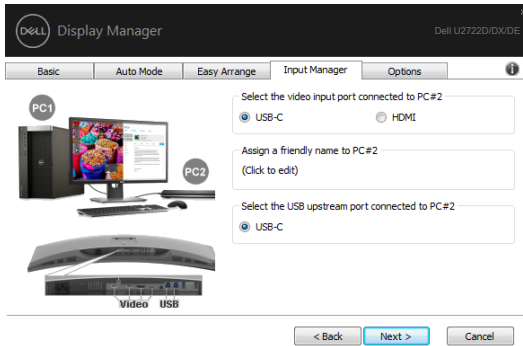 DELL Display Manager
Dell U2722D/DX/DE
Basic Auto Mode Easy Arrange Input Manager Options
PC1
PC2
Video USB
Select the video input port connected to PC#2
USB-C HDMI
Assign a friendly name to PC#2
(Click to edit)
Select the USB upstream port connected to PC#2
USB-C
< Back Next > Cancel